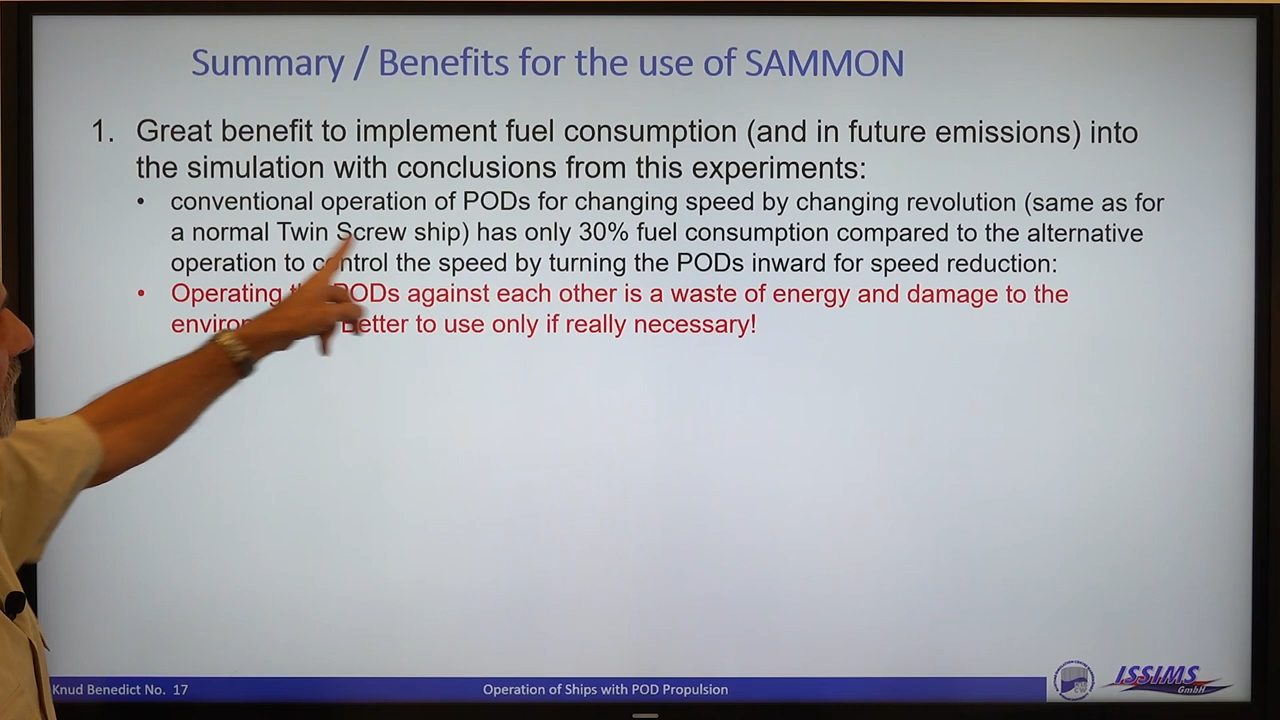 Summary / Benefits for the use of SAMMON
1. Great benefit to implement fuel consumption (and in future emissions) into
the simulation with conclusions from this experiments:
• conventional operation of PODs for changing speed by changing revolution (same as for
a normal Twin Screw ship) has only 30% fuel consumption compared to the alternative
operation to control the speed by turning the PODs inward for speed reduction:
• Operating PODs against each other is a waste of energy and damage to the
Better to use only if really necessary!
Knud Benedict No. 17
Operation of Ships with POD Propulsion
ISSIMS
GmbH